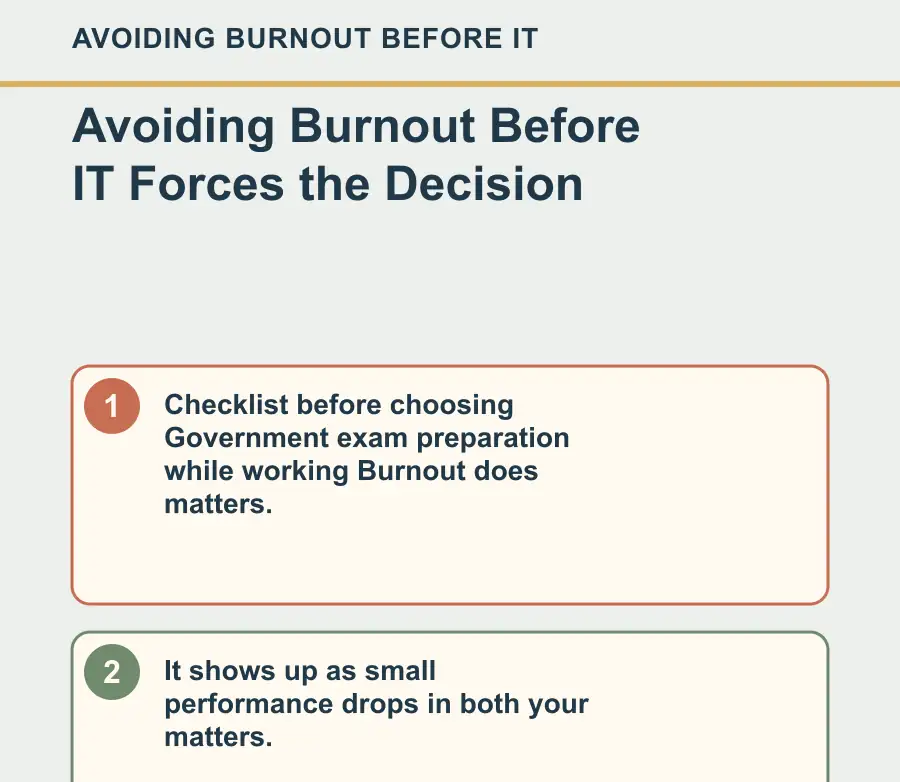 AVOIDING BURNOUT BEFORE IT
Avoiding Burnout Before
IT Forces the Decision
1
Checklist before choosing
Government exam preparation
while working Burnout does
matters.
2
It shows up as small
performance drops in both your
matters.